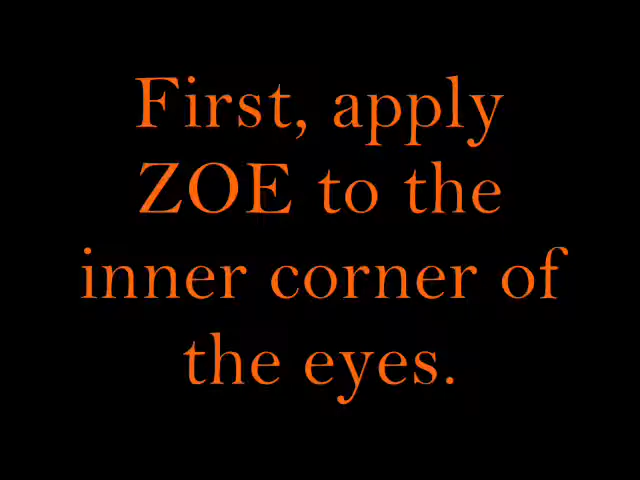 First, apply
ZOE to the
inner corner of
the eyes.